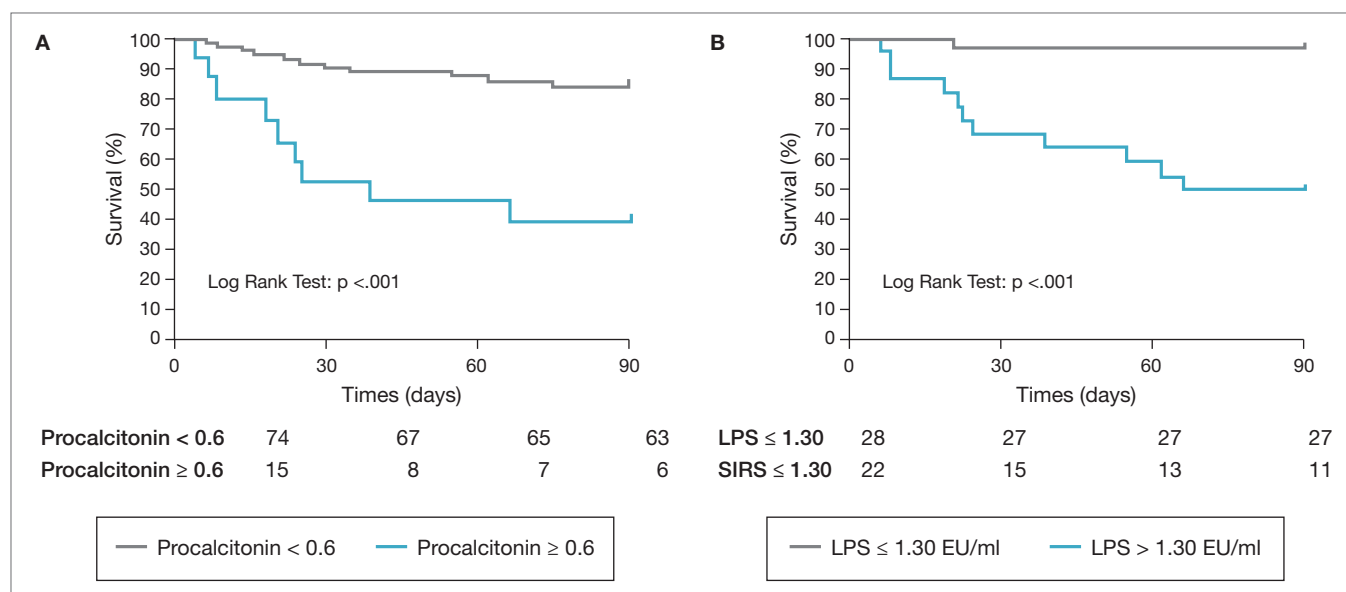 A
100
90
80
70
60
50
40
30
20
10
0
Survival (%)
Log Rank Test: p <.001
0 30 60 90
Times (days)
Procalcitonin < 0.6 74 67 65 63
Procalcitonin ≥ 0.6 15 8 7 6
Procalcitonin < 0.6 Procalcitonin ≥ 0.6
B
100
90
80
70
60
50
40
30
20
10
0
Survival (%)
Log Rank Test: p <.001
0 30 60 90
Times (days)
LPS ≤ 1.30 28 27 27 27
SIRS ≤ 1.30 22 15 13 11
LPS ≤ 1.30 EU/ml LPS > 1.30 EU/ml